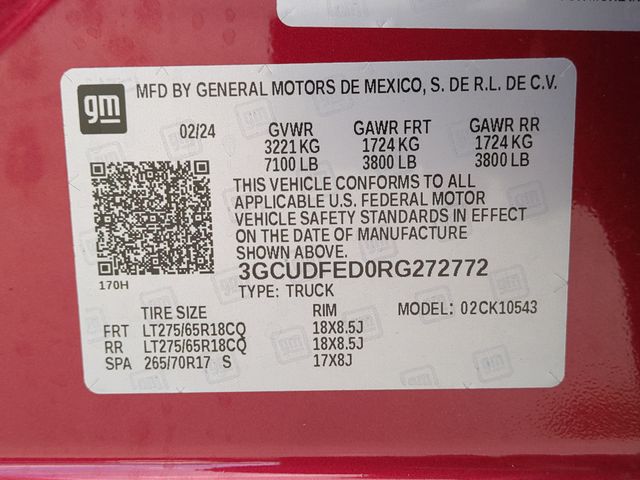 gm
MFD BY GENERAL MOTORS DE MEXICO, S. DE R.L. DE C.V.
02/24 GVWR GAWR FRT GAWR RR
3221 KG 1724 KG 1724 KG
7100 LB 3800 LB 3800 LB
THIS VEHICLE CONFORMS TO ALL
APPLICABLE U.S. FEDERAL MOTOR
VEHICLE SAFETY STANDARDS IN EFFECT
ON THE DATE OF MANUFACTURE
SHOWN ABOVE.
170H
3GCUDFED0RG272772
TYPE: TRUCK
TIRE SIZE RIM MODEL: 02CK10543
FRT LT275/65R18CQ 18X8.5J
RR LT275/65R18CQ 18X8.5J
SPA 265/70R17 S 17X8J